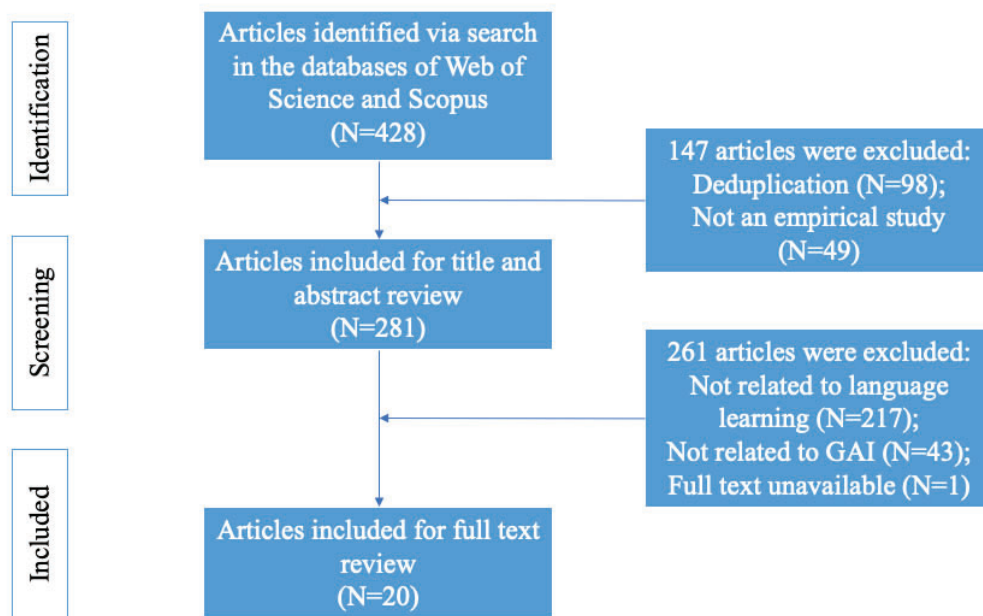 Identification
Articles identified via search
in the databases of Web of
Science and Scopus
(N=428)
147 articles were excluded:
Deduplication (N=98);
Not an empirical study
(N=49)
Screening
Articles included for title and
abstract review
(N=281)
261 articles were excluded:
Not related to language
learning (N=217);
Not related to GAI (N=43);
Full text unavailable (N=1)
Included
Articles included for full text
review
(N=20)